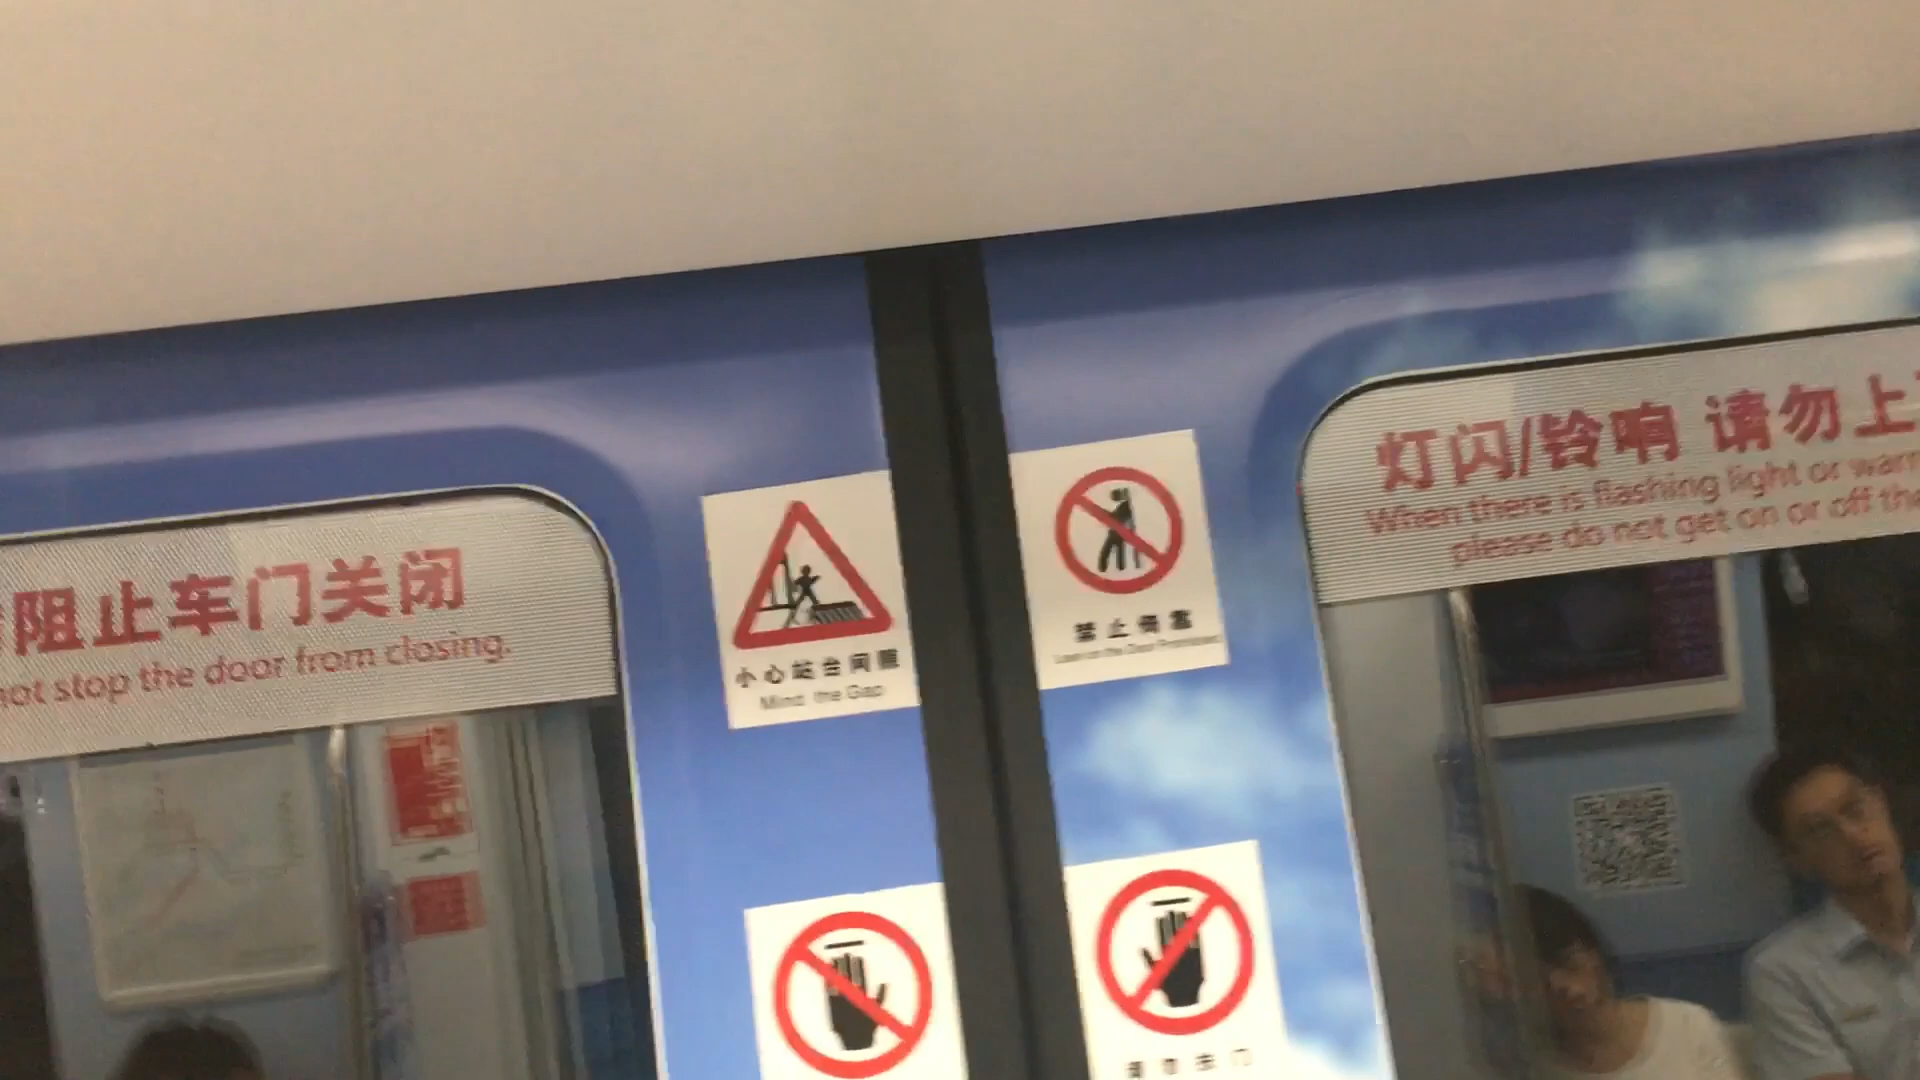 阻止车门关闭
not stop the door from closing.
小心站台间隙
Mind the Gap
禁止倚靠
灯闪/铃响 请勿上
When there is flashing light or
please do not get on or off the